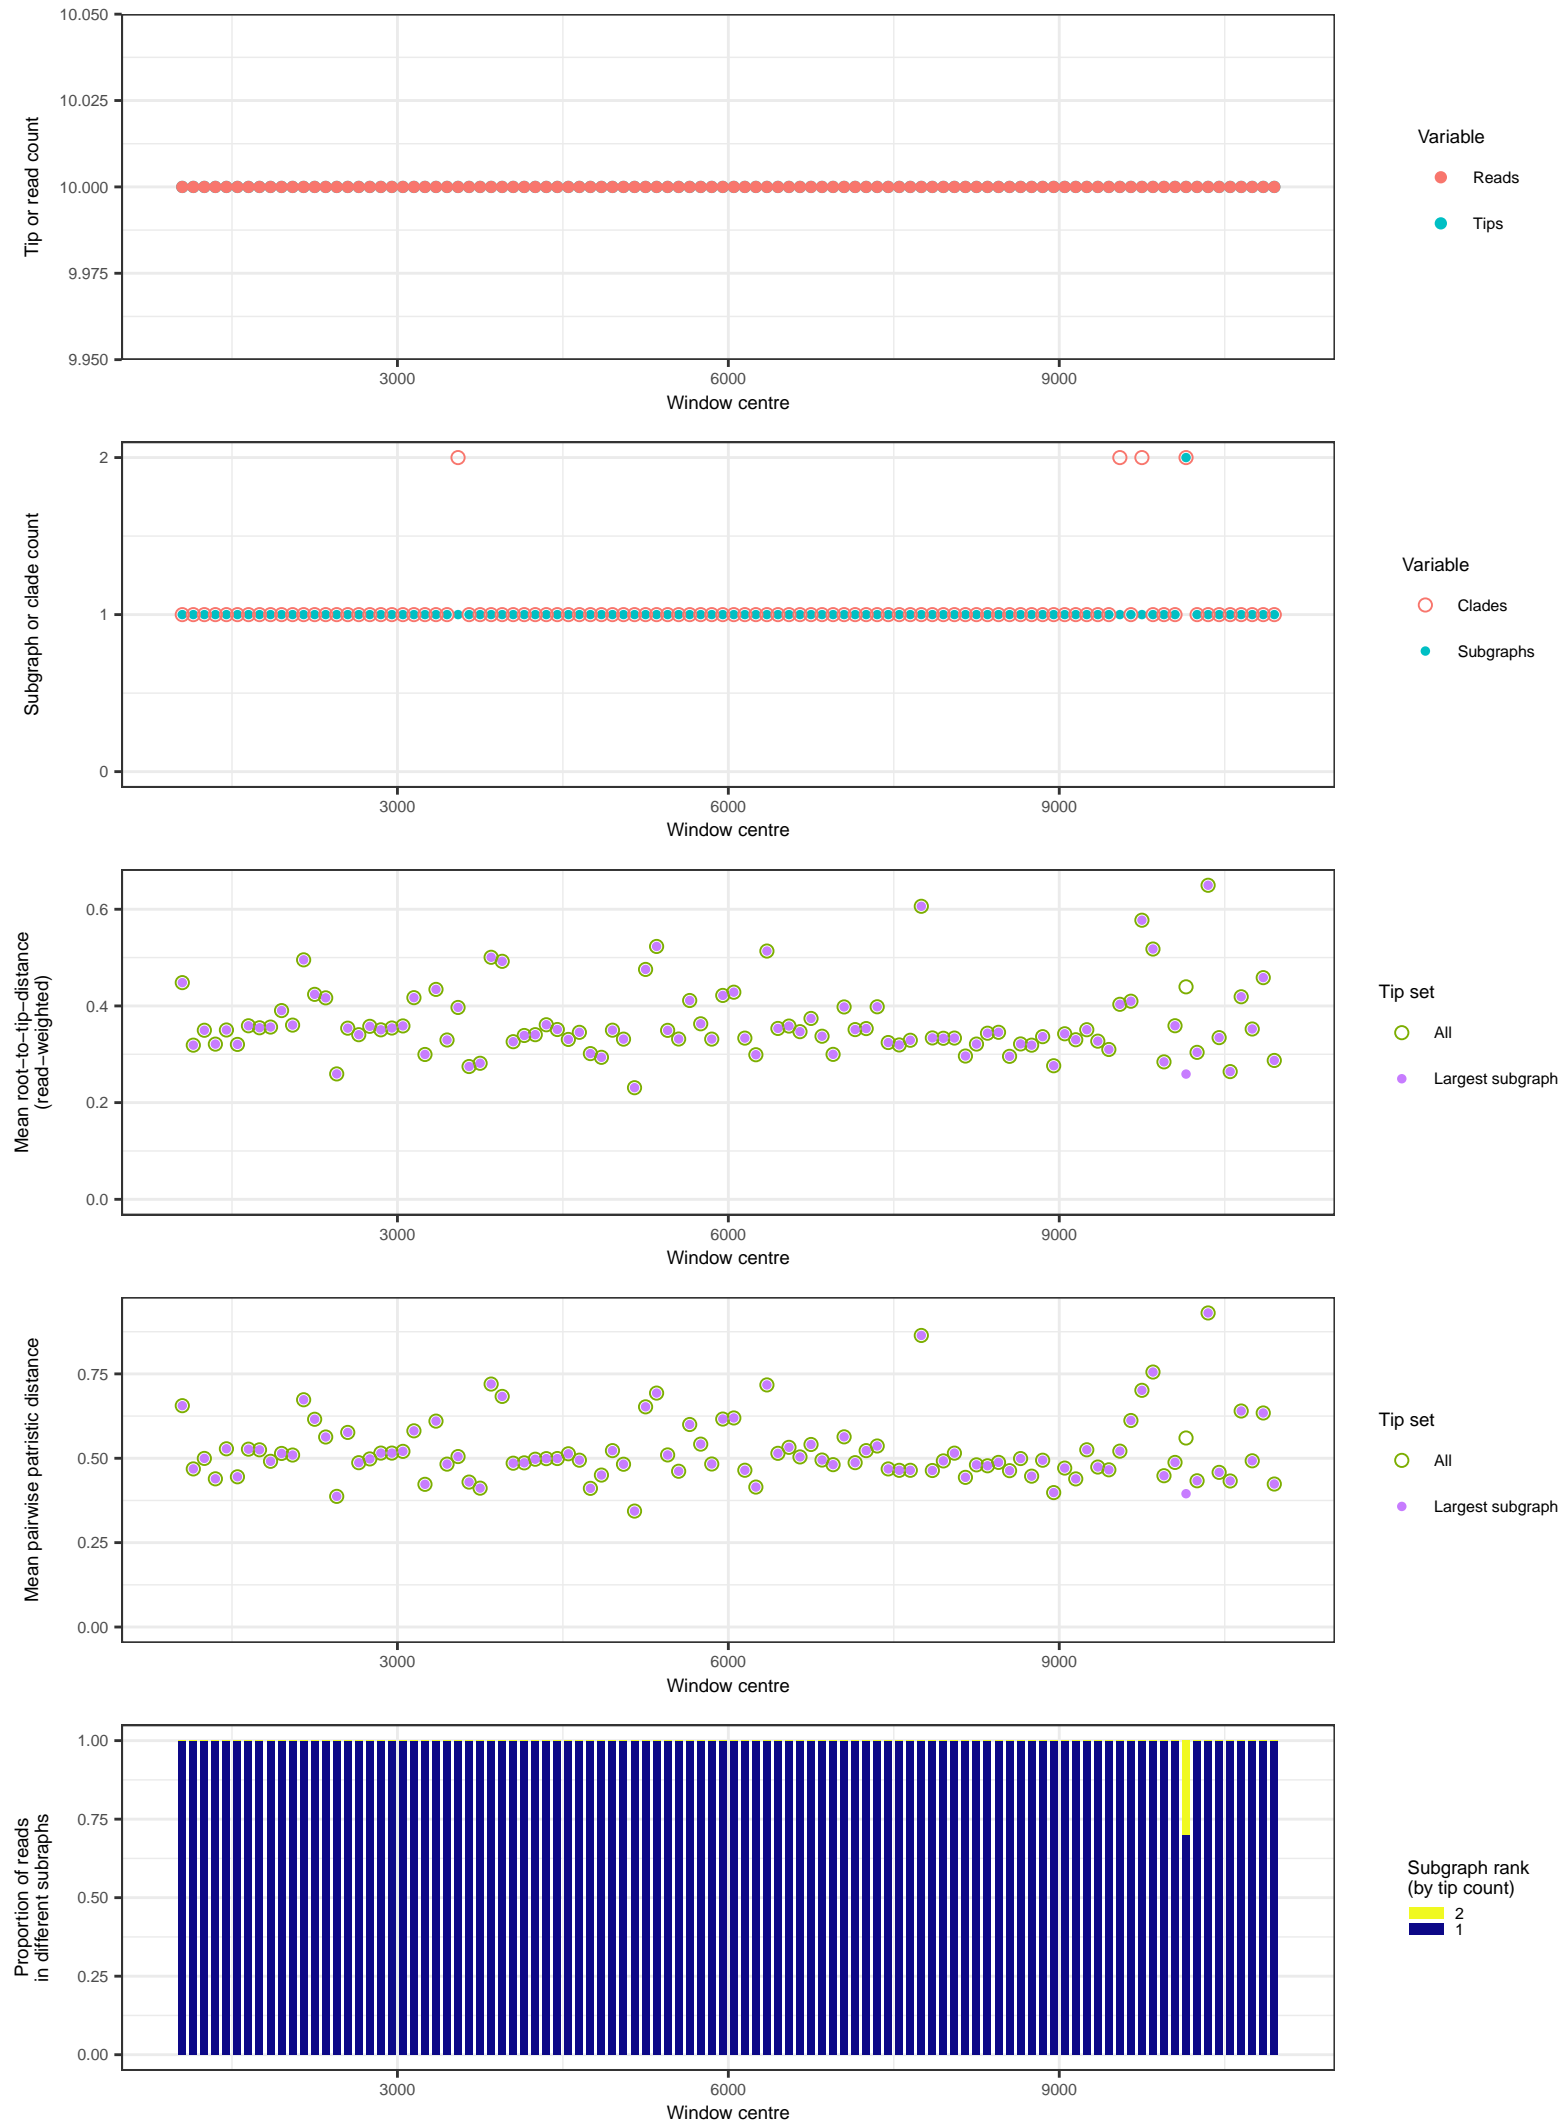 10.050
10.025
10.000
9.975
9.950
Tip or read count
3000
6000
9000
Window centre
Variable
Reads
Tips
2
1
0
Subgraph or clade count
3000
6000
9000
Window centre
Variable
Clades
Subgraphs
0.6
0.4
0.2
0.0
Mean root−to−tip−distance
(read−weighted)
3000
6000
9000
Window centre
Tip set
All
Largest subgraph
0.75
0.50
0.25
0.00
Mean pairwise patristic distance
3000
6000
9000
Window centre
Tip set
All
Largest subgraph
1.00
0.75
0.50
0.25
0.00
Proportion of reads
in different subraphs
3000
6000
9000
Window centre
Subgraph rank
(by tip count)
2
1